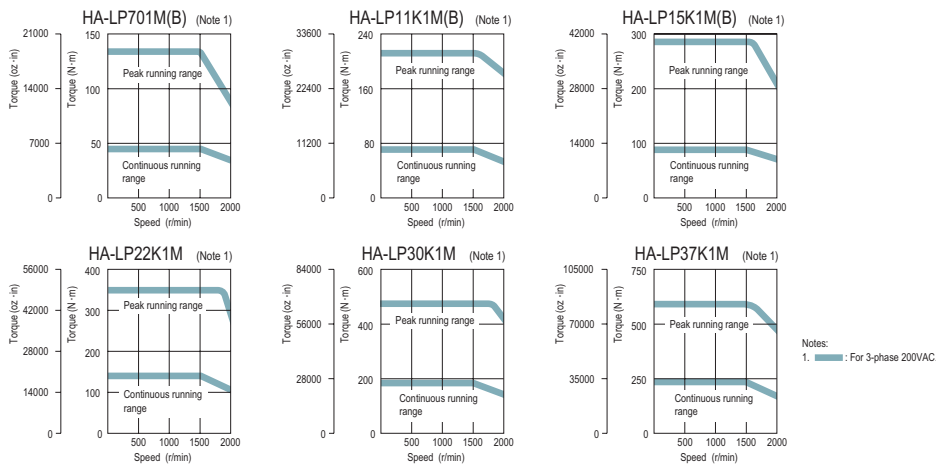 HA-LP701M(B) (Note 1)
21000
14000
7000
0
Torque (oz·in)
150
100
50
0
Torque (N·m)
Peak running range
Continuous running
range
500 1000 1500 2000
Speed (r/min)
HA-LP11K1M(B) (Note 1)
33600
22400
11200
0
Torque (oz·in)
240
160
80
0
Torque (N·m)
Peak running range
Continuous running
range
500 1000 1500 2000
Speed (r/min)
HA-LP15K1M(B) (Note 1)
42000
28000
14000
0
Torque (oz·in)
300
200
100
0
Torque (N·m)
Peak running range
Continuous running
range
500 1000 1500 2000
Speed (r/min)
HA-LP22K1M (Note 1)
56000
42000
28000
14000
0
Torque (oz·in)
400
300
200
100
0
Torque (N·m)
Peak running range
Continuous running
range
500 1000 1500 2000
Speed (r/min)
HA-LP30K1M (Note 1)
84000
56000
28000
0
Torque (oz·in)
600
400
200
0
Torque (N·m)
Peak running range
Continuous running
range
500 1000 1500 2000
Speed (r/min)
HA-LP37K1M (Note 1)
105000
70000
35000
0
Torque (oz·in)
750
500
250
0
Torque (N·m)
Peak running range
Continuous running
range
500 1000 1500 2000
Speed (r/min)
Notes:
1. : For 3-phase 200VAC.